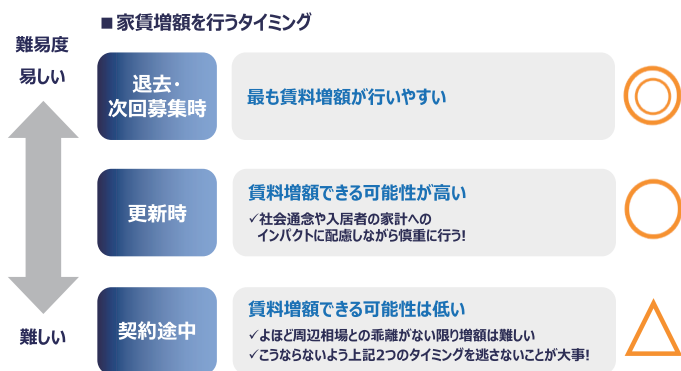 ■家賃増額を行うタイミング
難易度
易しい
退去・
次回募集時
最も賃料増額が行いやすい
更新時
賃料増額できる可能性が高い
✓社会通念や入居者の家計への
インパクトに配慮しながら慎重に行う!
難しい
契約途中
賃料増額できる可能性は低い
✓よほど周辺相場との乖離がない限り増額は難しい
✓こうならないよう上記2つのタイミングを逃さないことが大事!